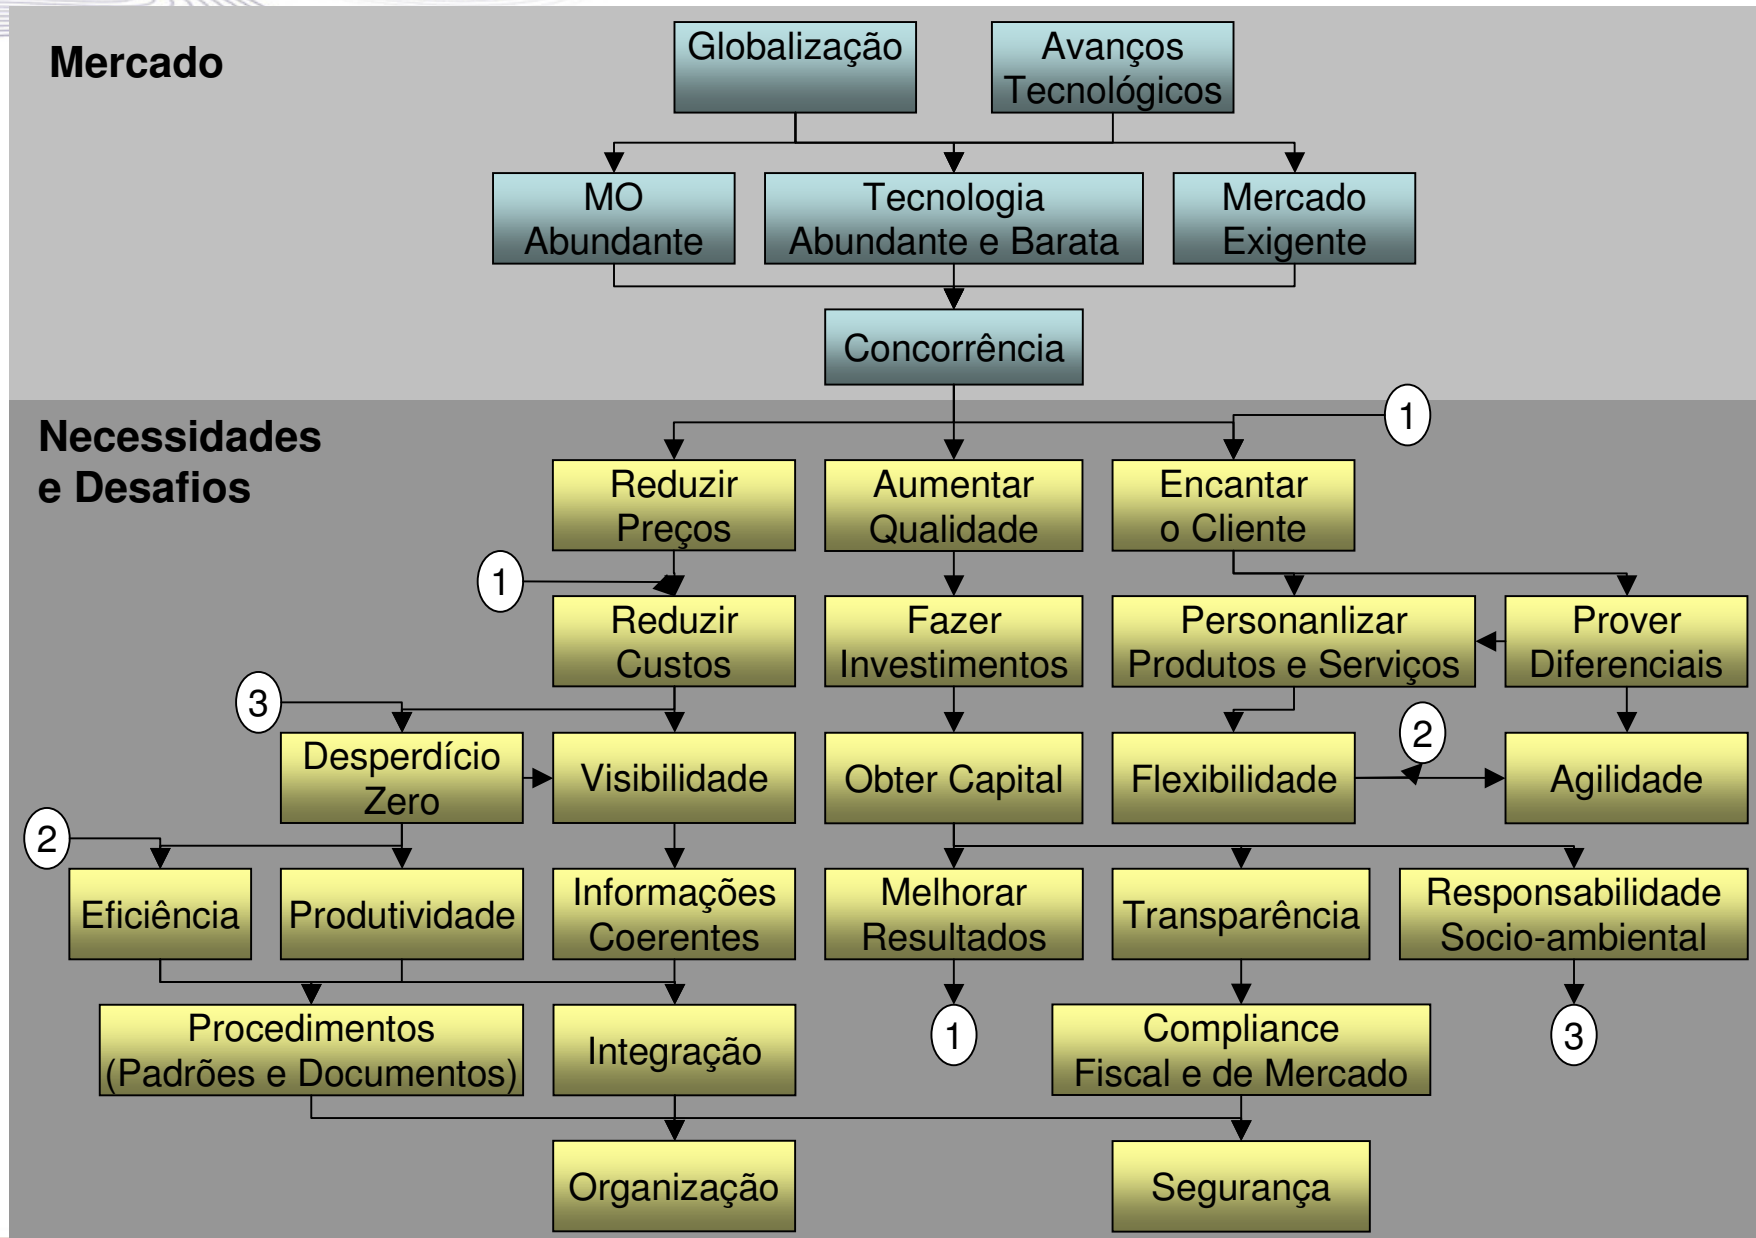 Mercado
Globalização
Avanços
Tecnológicos
MO
Abundante
Tecnologia
Abundante e Barata
Mercado
Exigente
Concorrência
Necessidades
e Desafios
1
Reduzir
Preços
Aumentar
Qualidade
Encantar
o Cliente
1
Reduzir
Custos
Fazer
Investimentos
Personanlizar
Produtos e Serviços
Prover
Diferenciais
3
Desperdício
Zero
Visibilidade
Obter Capital
Flexibilidade
2
Agilidade
2
Eficiência
Produtividade
Informações
Coerentes
Melhorar
Resultados
Transparência
Responsabilidade
Socio-ambiental
Procedimentos
(Padrões e Documentos)
Integração
1
Compliance
Fiscal e de Mercado
3
Organização
Segurança